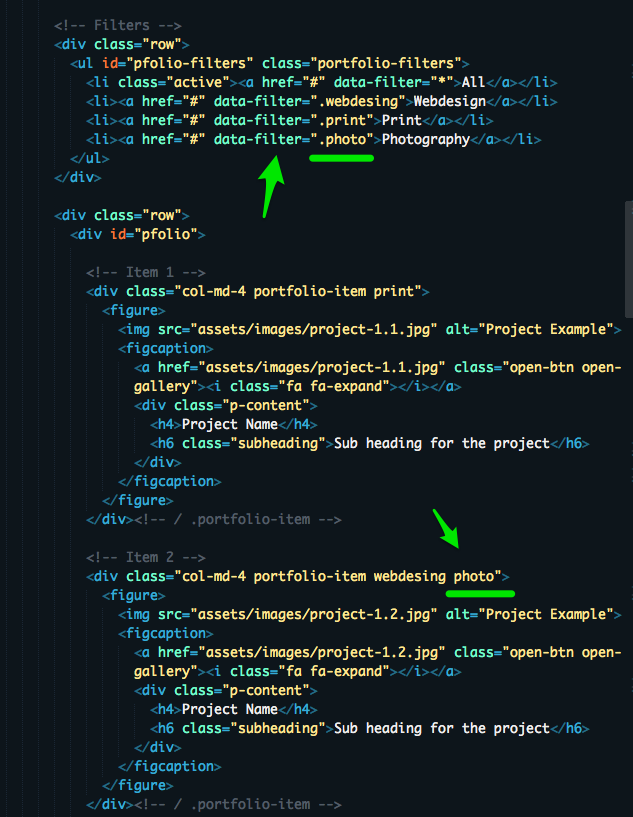 <!-- Filters -->
<div class="row">
<ul id="pfolio-filters" class="portfolio-filters">
<li class="active"><a href="#" data-filter="*">All</a></li>
<li><a href="#" data-filter=".webdesing">Webdesign</a></li>
<li><a href="#" data-filter=".print">Print</a></li>
<li><a href="#" data-filter=".photo">Photography</a></li>
</ul>
</div>
<div class="row">
<div id="pfolio">
<!-- Item 1 -->
<div class="col-md-4 portfolio-item print">
<figure>
<img src="assets/images/project-1.1.jpg" alt="Project Example">
<figcaption>
<a href="assets/images/project-1.1.jpg" class="open-btn open-
gallery"><i class="fa fa-expand"></i></a>
<div class="p-content">
<h4>Project Name</h4>
<h6 class="subheading">Sub heading for the project</h6>
</div>
</figcaption>
</figure>
</div><!-- / .portfolio-item -->
<!-- Item 2 -->
<div class="col-md-4 portfolio-item webdesing photo">
<figure>
<img src="assets/images/project-1.2.jpg" alt="Project Example">
<figcaption>
<a href="assets/images/project-1.2.jpg" class="open-btn open-
gallery"><i class="fa fa-expand"></i></a>
<div class="p-content">
<h4>Project Name</h4>
<h6 class="subheading">Sub heading for the project</h6>
</div>
</figcaption>
</figure>
</div><!-- / .portfolio-item -->